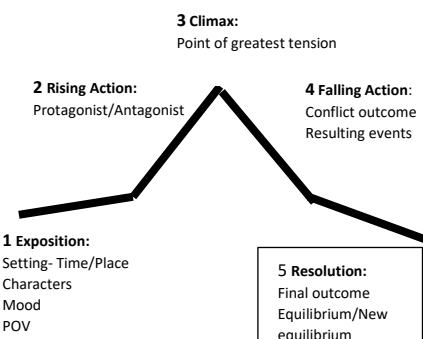 3 Climax:
Point of greatest tension
2 Rising Action:
Protagonist/Antagonist
4 Falling Action:
Conflict outcome
Resulting events
1 Exposition:
Setting- Time/Place
Characters
Mood
POV
5 Resolution:
Final outcome
Equilibrium/New
equilibrium